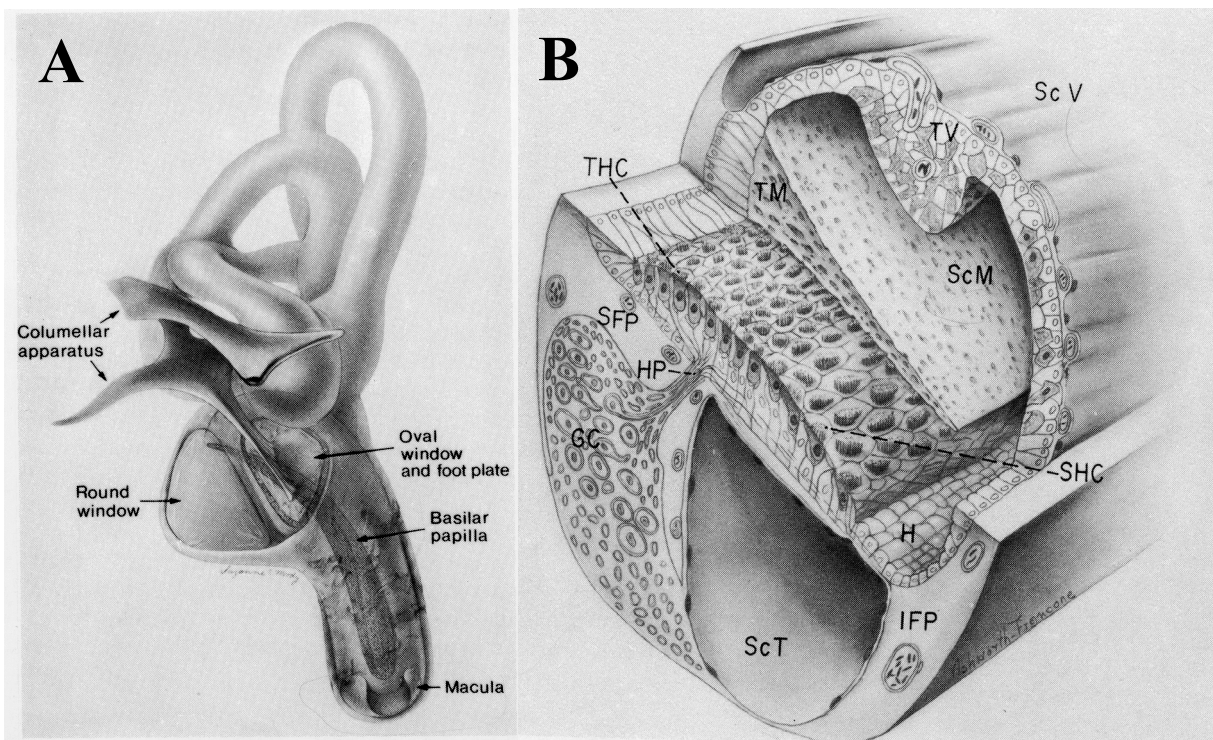 A
Columellar
apparatus
Round
window
Oval
window
and foot plate
Basilar
papilla
Macula
B
Sc V
TV
THC
TM
ScM
SFP
HP
GC
SHC
H
IFP
ScT